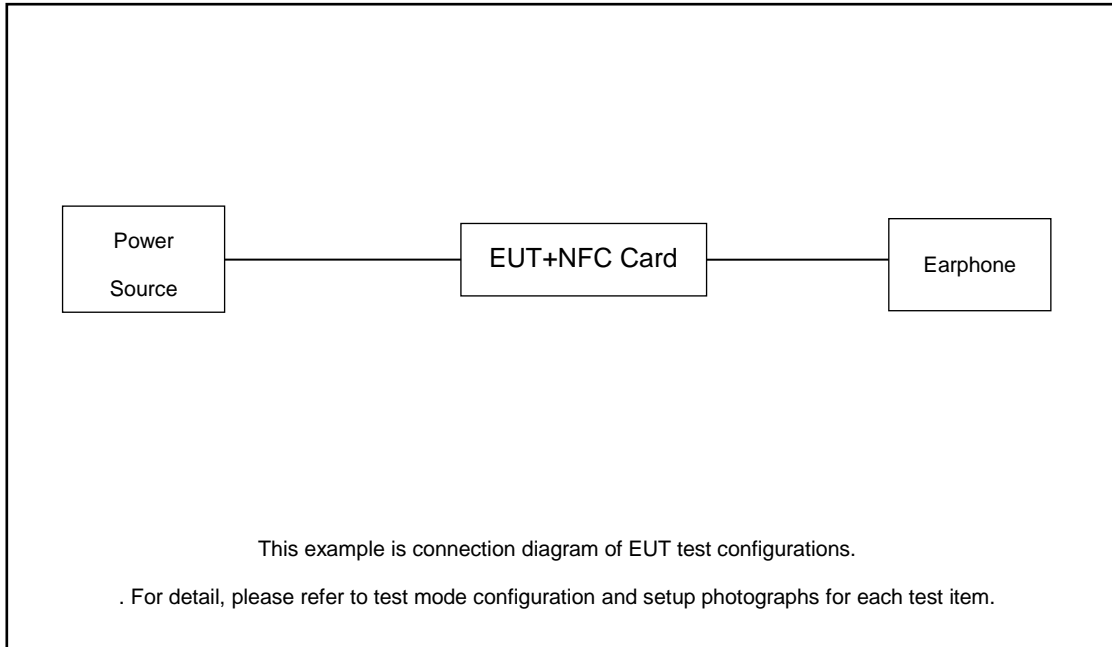 Power
Source
EUT+NFC Card
Earphone
This example is connection diagram of EUT test configurations.
. For detail, please refer to test mode configuration and setup photographs for each test item.